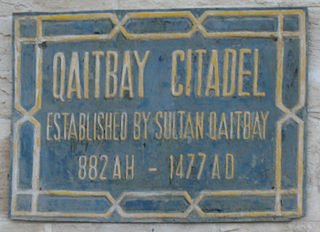 QAITBAY CITADEL
ESTABLISHED BY SULTAN QAITBAY
882 AH - 1477 AD